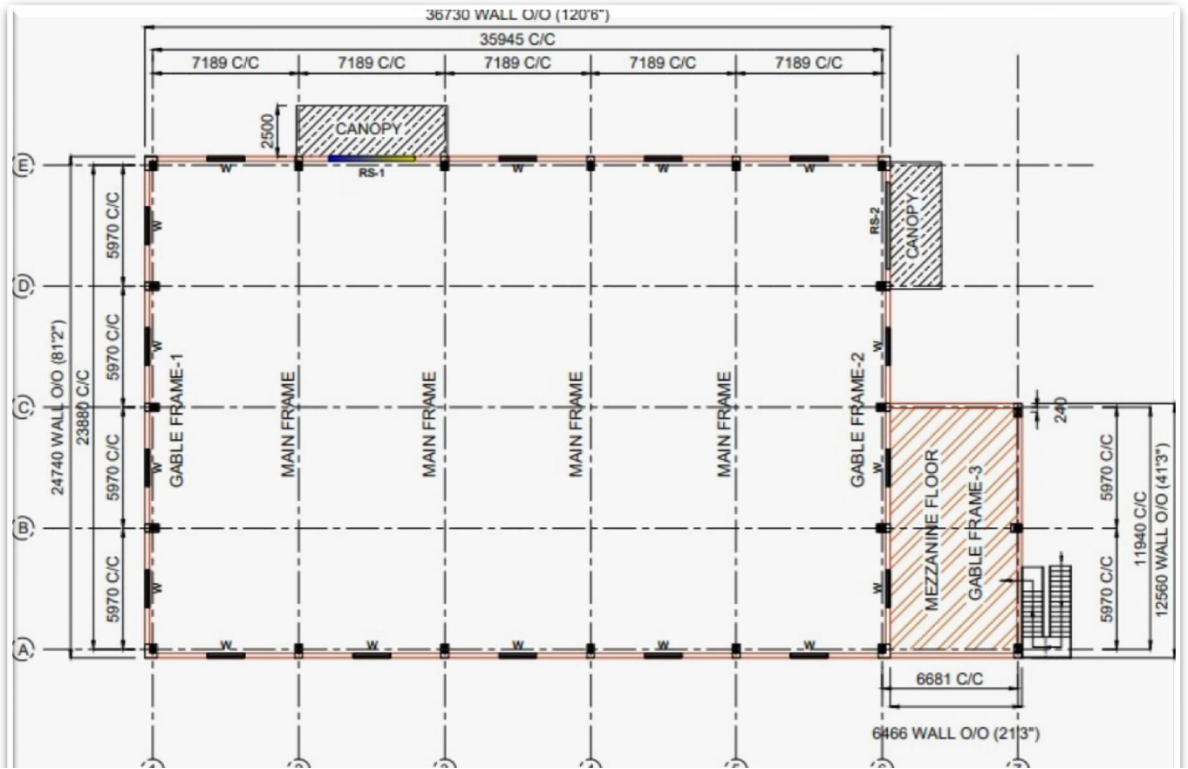 36730 WALL O/O (120'6")
35945 C/C
7189 C/C
7189 C/C
7189 C/C
7189 C/C
7189 C/C
2500
CANOPY
E
W
RS-1
W
W
W
5970 C/C
W
RS-2
CANOPY
D
24740 WALL O/O (81'2")
23880 C/C
5970 C/C
W
GABLE FRAME-1
MAIN FRAME
MAIN FRAME
MAIN FRAME
MAIN FRAME
GABLE FRAME-2
W
C
240
5970 C/C
W
W
MEZZANINE FLOOR
GABLE FRAME-3
5970 C/C
11940 C/C
12560 WALL O/O (41'3")
B
5970 C/C
W
W
5970 C/C
A
W
W
W
W
W
6681 C/C
6466 WALL O/O (21'3")